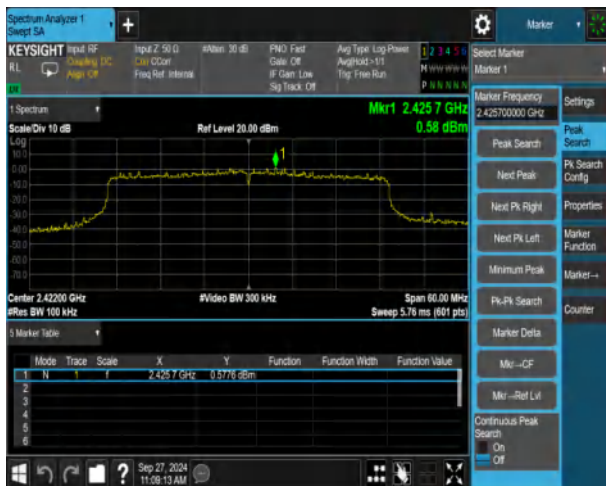 Spectrum Analyzer 1
Swept SA
+
Marker
KEYSIGHT
RL
Input: RF
Coupling: DC
Align: Off
Input Z: 50 Ω
Corr CCorr
Freq Ref: Internal
#Atten: 30 dB
PNO: Fast
Gate: Off
IF Gain: Low
Sig Track: Off
Avg Type: Log-Power
Avg|Hold:>1/1
Trig: Free Run
1 2 3 4 5 6
M W W W W W
P N N N N N
Select Marker
Marker 1
1 Spectrum
Scale/Div 10 dB
Ref Level 20.00 dBm
Mkr1 2.425 7 GHz
0.58 dBm
Log
10.0
0.00
-10.0
-20.0
-30.0
-40.0
-50.0
-60.0
-70.0
1
Center 2.42200 GHz
#Res BW 100 kHz
#Video BW 300 kHz
Span 60.00 MHz
Sweep 5.76 ms (601 pts)
5 Marker Table
Mode Trace Scale X Y Function Function Width Function Value
1 N 1 f 2.425 7 GHz 0.5776 dBm
2
3
4
5
6
Marker Frequency
2.425700000 GHz
Peak Search
Next Peak
Next Pk Right
Next Pk Left
Minimum Peak
Pk-Pk Search
Marker Delta
Mkr→CF
Mkr→Ref Lvl
Continuous Peak
Search
On
Off
Settings
Peak
Search
Pk Search
Config
Properties
Marker
Function
Marker→
Counter
?
Sep 27, 2024
11:09:13 AM